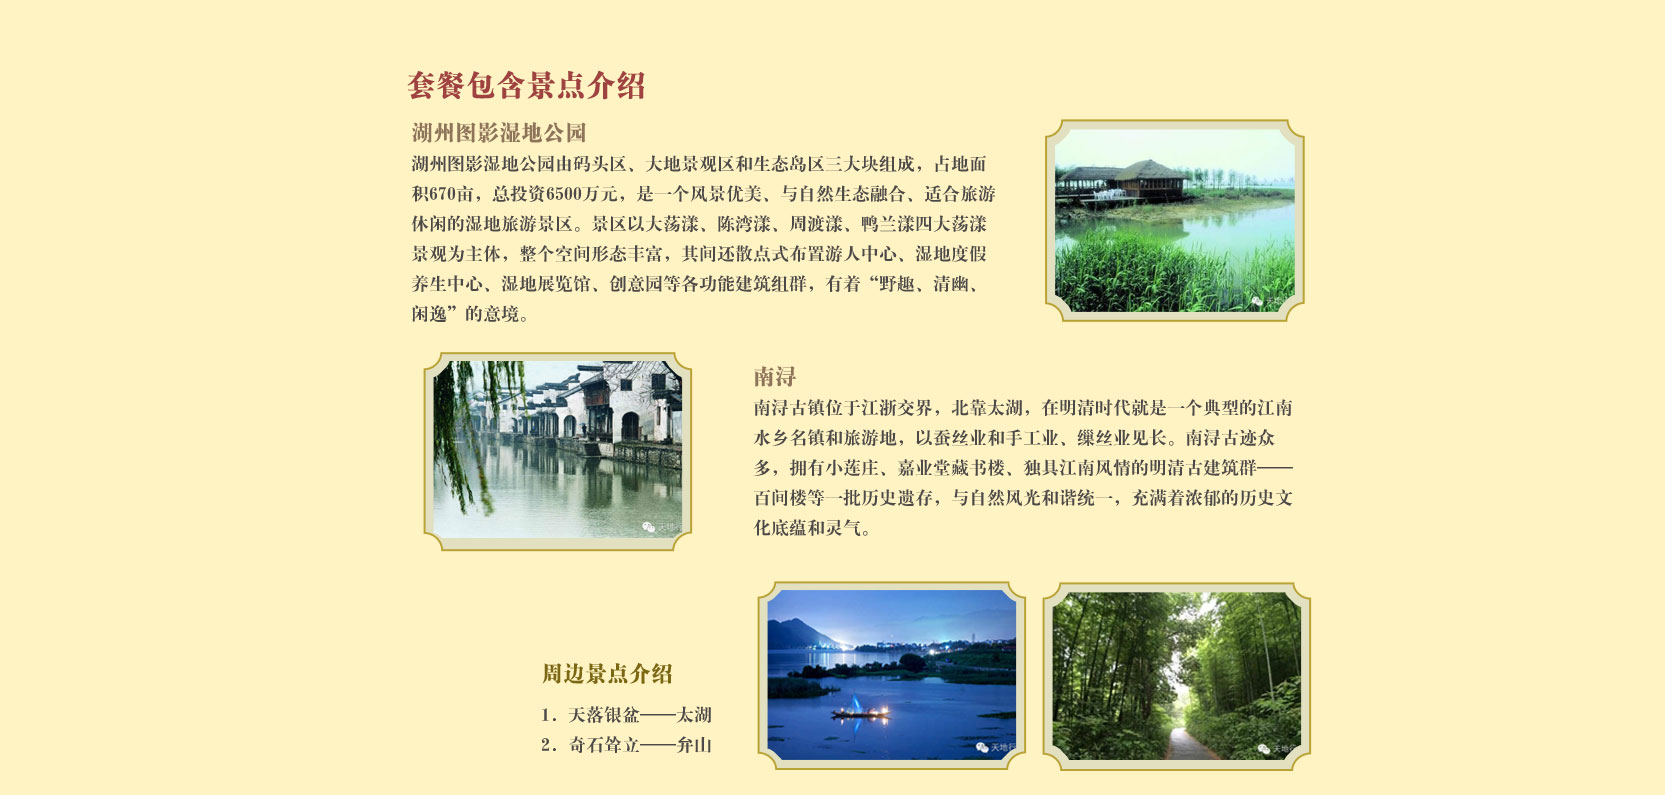 套餐包含景点介绍
湖州图影湿地公园
湖州图影湿地公园由码头区、大地景观区和生态岛区三大块组成，占地面
积670亩，总投资6500万元，是一个风景优美、与自然生态融合、适合旅游
休闲的湿地旅游景区。景区以大荡漾、陈湾漾、周渡漾、鸭兰漾四大荡漾
景观为主体，整个空间形态丰富，其间还散点式布置游人中心、湿地度假
养生中心、湿地展览馆、创意园等各功能建筑组群，有着“野趣、清幽、
闲逸”的意境。
天地行
南浔
南浔古镇位于江浙交界，北靠太湖，在明清时代就是一个典型的江南
水乡名镇和旅游地，以蚕丝业和手工业、缫丝业见长。南浔古迹众
多，拥有小莲庄、嘉业堂藏书楼、独具江南风情的明清古建筑群——
百间楼等一批历史遗存，与自然风光和谐统一，充满着浓郁的历史文
化底蕴和灵气。
天地行
周边景点介绍
1. 天落银盆——太湖
2. 奇石耸立——弁山
天地行
天地行